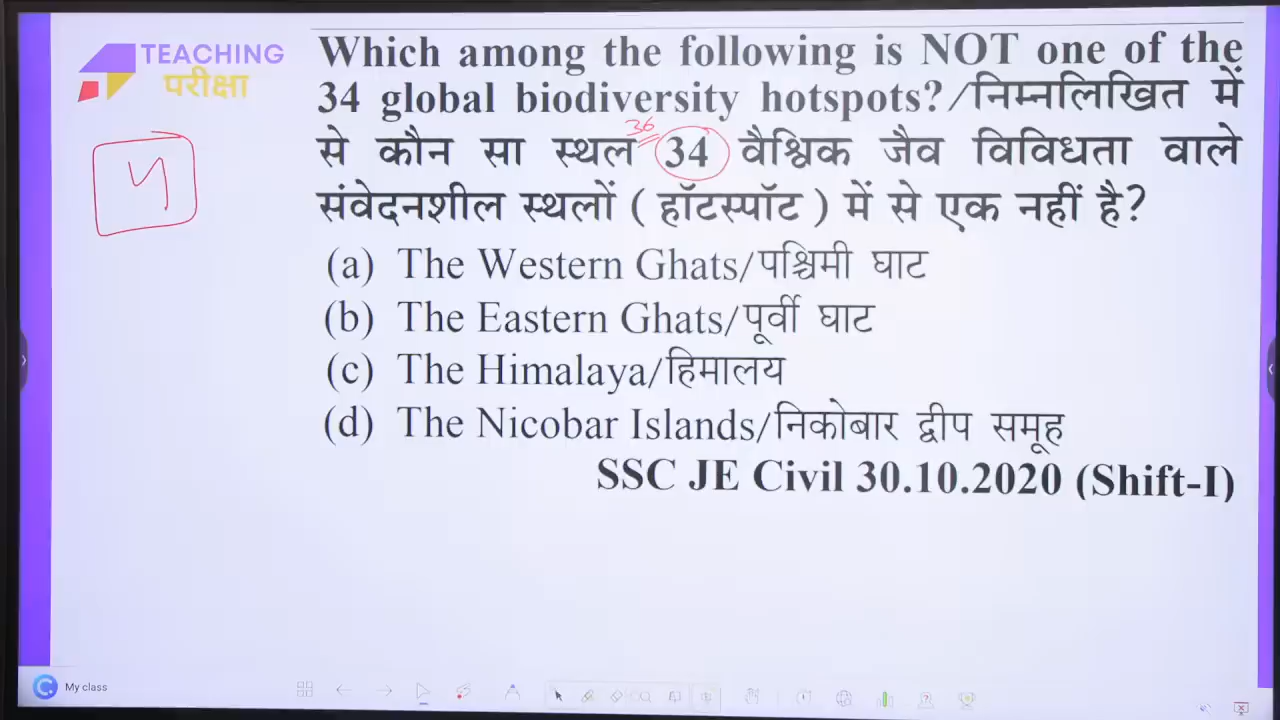 TEACHING
परीक्षा
Which among the following is NOT one of the
34 global biodiversity hotspots?/निम्नलिखित में
36
से कौन सा स्थल 34 वैश्विक जैव विविधता वाले
संवेदनशील स्थलों ( हॉटस्पॉट ) में से एक नहीं है?
(a) The Western Ghats/पश्चिमी घाट
(b) The Eastern Ghats/पूर्वी घाट
(c) The Himalaya/हिमालय
(d) The Nicobar Islands/निकोबार द्वीप समूह
SSC JE Civil 30.10.2020 (Shift-I)
My class